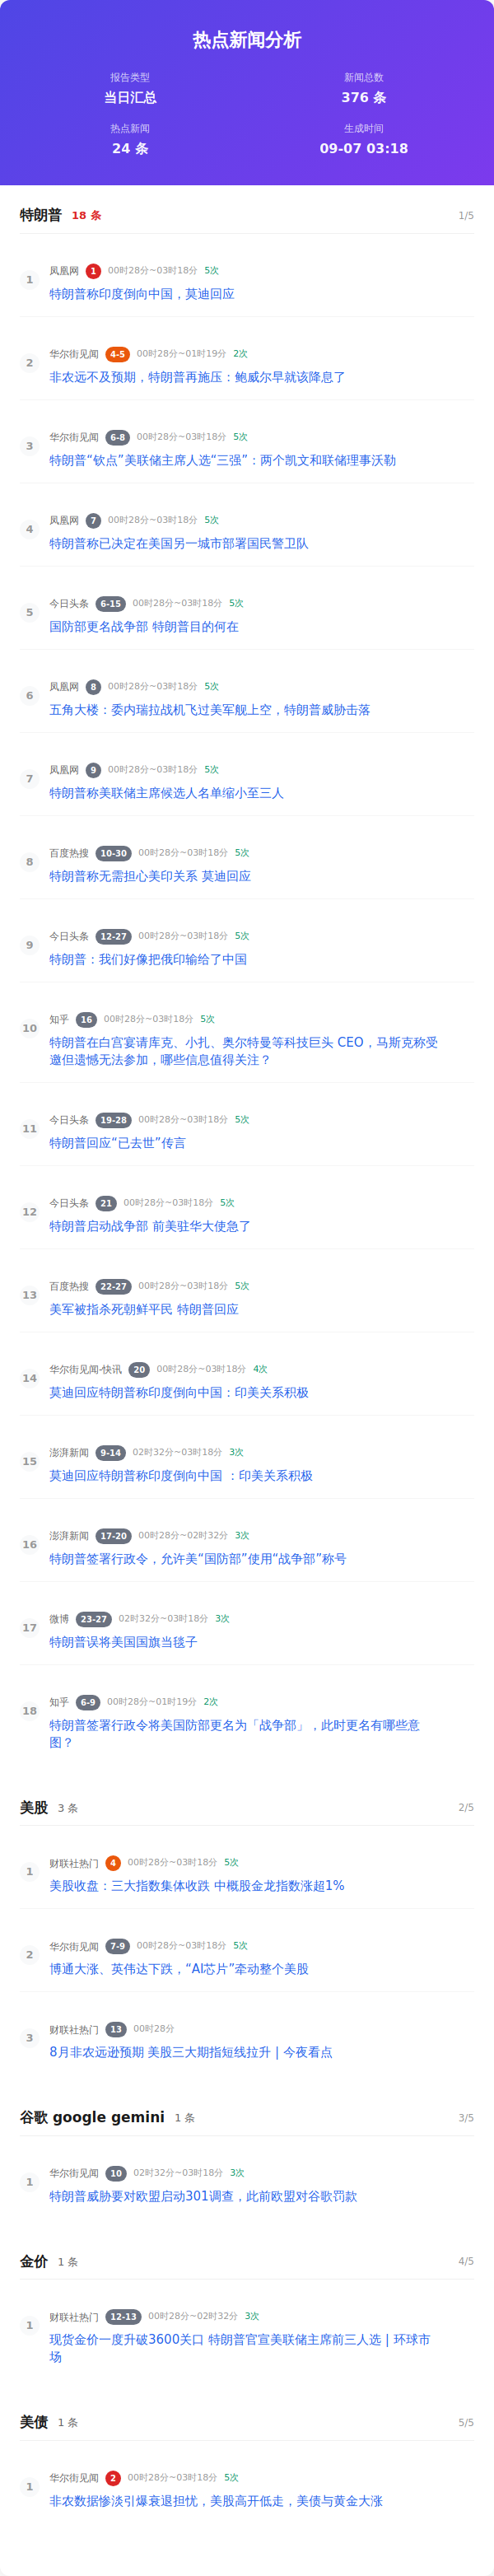 热点新闻分析
报告类型
新闻总数
当日汇总
376 条
热点新闻
生成时间
24 条
09-07 03:18
特朗普 18 条 1/5
1
凤凰网 1 00时28分~03时18分 5次
特朗普称印度倒向中国，莫迪回应
2
华尔街见闻 4-5 00时28分~01时19分 2次
非农远不及预期，特朗普再施压：鲍威尔早就该降息了
3
华尔街见闻 6-8 00时28分~03时18分 5次
特朗普“钦点”美联储主席人选“三强”：两个凯文和联储理事沃勒
4
凤凰网 7 00时28分~03时18分 5次
特朗普称已决定在美国另一城市部署国民警卫队
5
今日头条 6-15 00时28分~03时18分 5次
国防部更名战争部 特朗普目的何在
6
凤凰网 8 00时28分~03时18分 5次
五角大楼：委内瑞拉战机飞过美军舰上空，特朗普威胁击落
7
凤凰网 9 00时28分~03时18分 5次
特朗普称美联储主席候选人名单缩小至三人
8
百度热搜 10-30 00时28分~03时18分 5次
特朗普称无需担心美印关系 莫迪回应
9
今日头条 12-27 00时28分~03时18分 5次
特朗普：我们好像把俄印输给了中国
10
知乎 16 00时28分~03时18分 5次
特朗普在白宫宴请库克、小扎、奥尔特曼等科技巨头 CEO，马斯克称受
邀但遗憾无法参加，哪些信息值得关注？
11
今日头条 19-28 00时28分~03时18分 5次
特朗普回应“已去世”传言
12
今日头条 21 00时28分~03时18分 5次
特朗普启动战争部 前美驻华大使急了
13
百度热搜 22-27 00时28分~03时18分 5次
美军被指杀死朝鲜平民 特朗普回应
14
华尔街见闻-快讯 20 00时28分~03时18分 4次
莫迪回应特朗普称印度倒向中国：印美关系积极
15
澎湃新闻 9-14 02时32分~03时18分 3次
莫迪回应特朗普称印度倒向中国 ：印美关系积极
16
澎湃新闻 17-20 00时28分~02时32分 3次
特朗普签署行政令，允许美“国防部”使用“战争部”称号
17
微博 23-27 02时32分~03时18分 3次
特朗普误将美国国旗当毯子
18
知乎 6-9 00时28分~01时19分 2次
特朗普签署行政令将美国防部更名为「战争部」，此时更名有哪些意
图？
美股 3 条 2/5
1
财联社热门 4 00时28分~03时18分 5次
美股收盘：三大指数集体收跌 中概股金龙指数涨超1%
2
华尔街见闻 7-9 00时28分~03时18分 5次
博通大涨、英伟达下跌，“AI芯片”牵动整个美股
3
财联社热门 13 00时28分
8月非农远逊预期 美股三大期指短线拉升 | 今夜看点
谷歌 google gemini 1 条 3/5
1
华尔街见闻 10 02时32分~03时18分 3次
特朗普威胁要对欧盟启动301调查，此前欧盟对谷歌罚款
金价 1 条 4/5
1
财联社热门 12-13 00时28分~02时32分 3次
现货金价一度升破3600关口 特朗普官宣美联储主席前三人选 | 环球市
场
美债 1 条 5/5
1
华尔街见闻 2 00时28分~03时18分 5次
非农数据惨淡引爆衰退担忧，美股高开低走，美债与黄金大涨